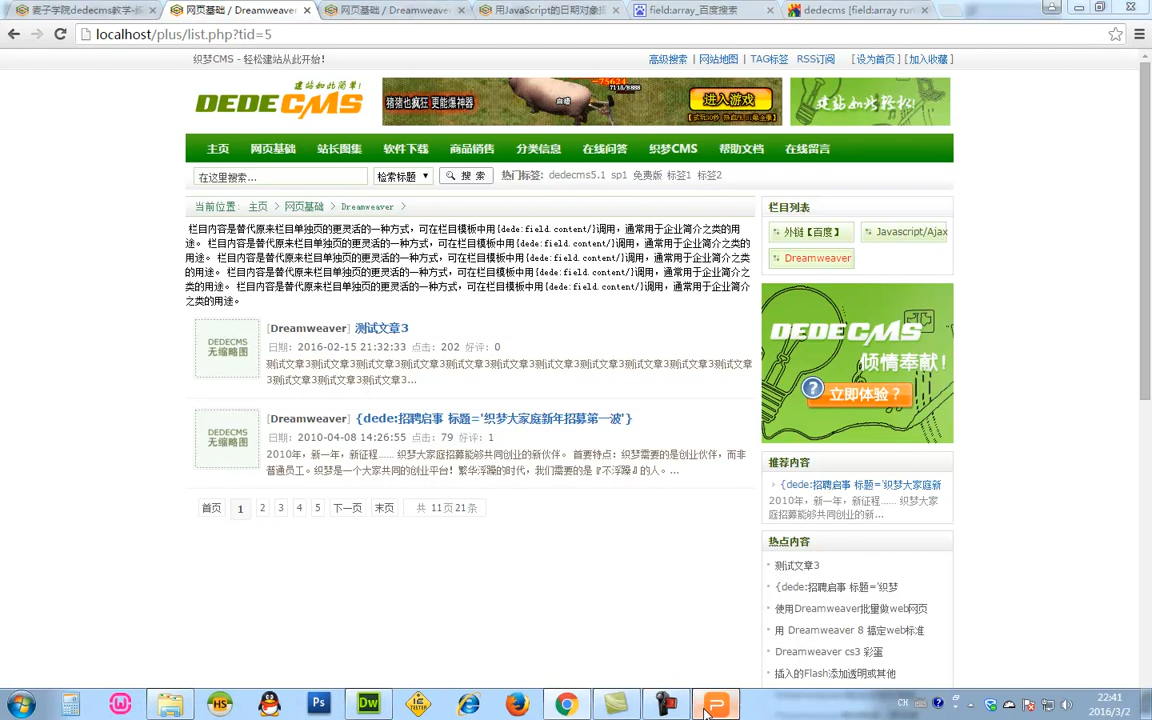 麦子学院dedecms教学-探
网页基础 / Dreamweaver
网页基础 / Dreamweaver
用JavaScript的日期对象操
field:array_百度搜索
dedecms [field:array run
localhost/plus/list.php?tid=5
织梦CMS - 轻松建站从此开始!
高级搜索 | 网站地图 | TAG标签 RSS订阅 [设为首页] [加入收藏]
建站如此简单!
DEDECMS
猪猪也疯狂 更能爆神器
-75624
进入游戏
建站如此轻松!
主页 网页基础 站长图集 软件下载 商品销售 分类信息 在线问答 织梦CMS 帮助文档 在线留言
在这里搜索... 检索标题 搜 索 热门标签: dedecms5.1 sp1 免费版 标签1 标签2
当前位置: 主页 > 网页基础 > Dreamweaver >
栏目内容是替代原来栏目单独页的更灵活的一种方式，可在栏目模板中用{dede:field.content/}调用，通常用于企业简介之类的用
途。 栏目内容是替代原来栏目单独页的更灵活的一种方式，可在栏目模板中用{dede:field.content/}调用，通常用于企业简介之类的
用途。 栏目内容是替代原来栏目单独页的更灵活的一种方式，可在栏目模板中用{dede:field.content/}调用，通常用于企业简介之类
的用途。 栏目内容是替代原来栏目单独页的更灵活的一种方式，可在栏目模板中用{dede:field.content/}调用，通常用于企业简介之
类的用途。 栏目内容是替代原来栏目单独页的更灵活的一种方式，可在栏目模板中用{dede:field.content/}调用，通常用于企业简介
之类的用途。
DEDECMS
无缩略图
[Dreamweaver] 测试文章3
日期: 2016-02-15 21:32:33 点击: 202 好评: 0
测试文章3测试文章3测试文章3测试文章3测试文章3测试文章3测试文章3测试文章3测试文章3测试文章3测试文章
3测试文章3测试文章3测试文章3...
DEDECMS
无缩略图
[Dreamweaver] {dede:招聘启事 标题='织梦大家庭新年招募第一波'}
日期: 2010-04-08 14:26:55 点击: 79 好评: 1
2010年，新一年，新征程…… 织梦大家庭招募能够共同创业的新伙伴。 首要特点：织梦需要的是创业伙伴，而非
普通员工。织梦是一个大家共同的创业平台！繁华浮躁的时代，我们需要的是『不浮躁』的人。...
首页 1 2 3 4 5 下一页 末页 共 11页21条
栏目列表
外链【百度】 Javascript/Ajax
Dreamweaver
DEDECMS
倾情奉献!
? 立即体验？
推荐内容
{dede:招聘启事 标题='织梦大家庭新
2010年，新一年，新征程…… 织梦大家
庭招募能够共同创业的新...
热点内容
测试文章3
{dede:招聘启事 标题='织梦
使用Dreamweaver批量做web网页
用 Dreamweaver 8 搞定web标准
Dreamweaver cs3 彩蛋
插入的Flash添加透明或其他
HS
Ps
Dw
CH
22:41
2016/3/2